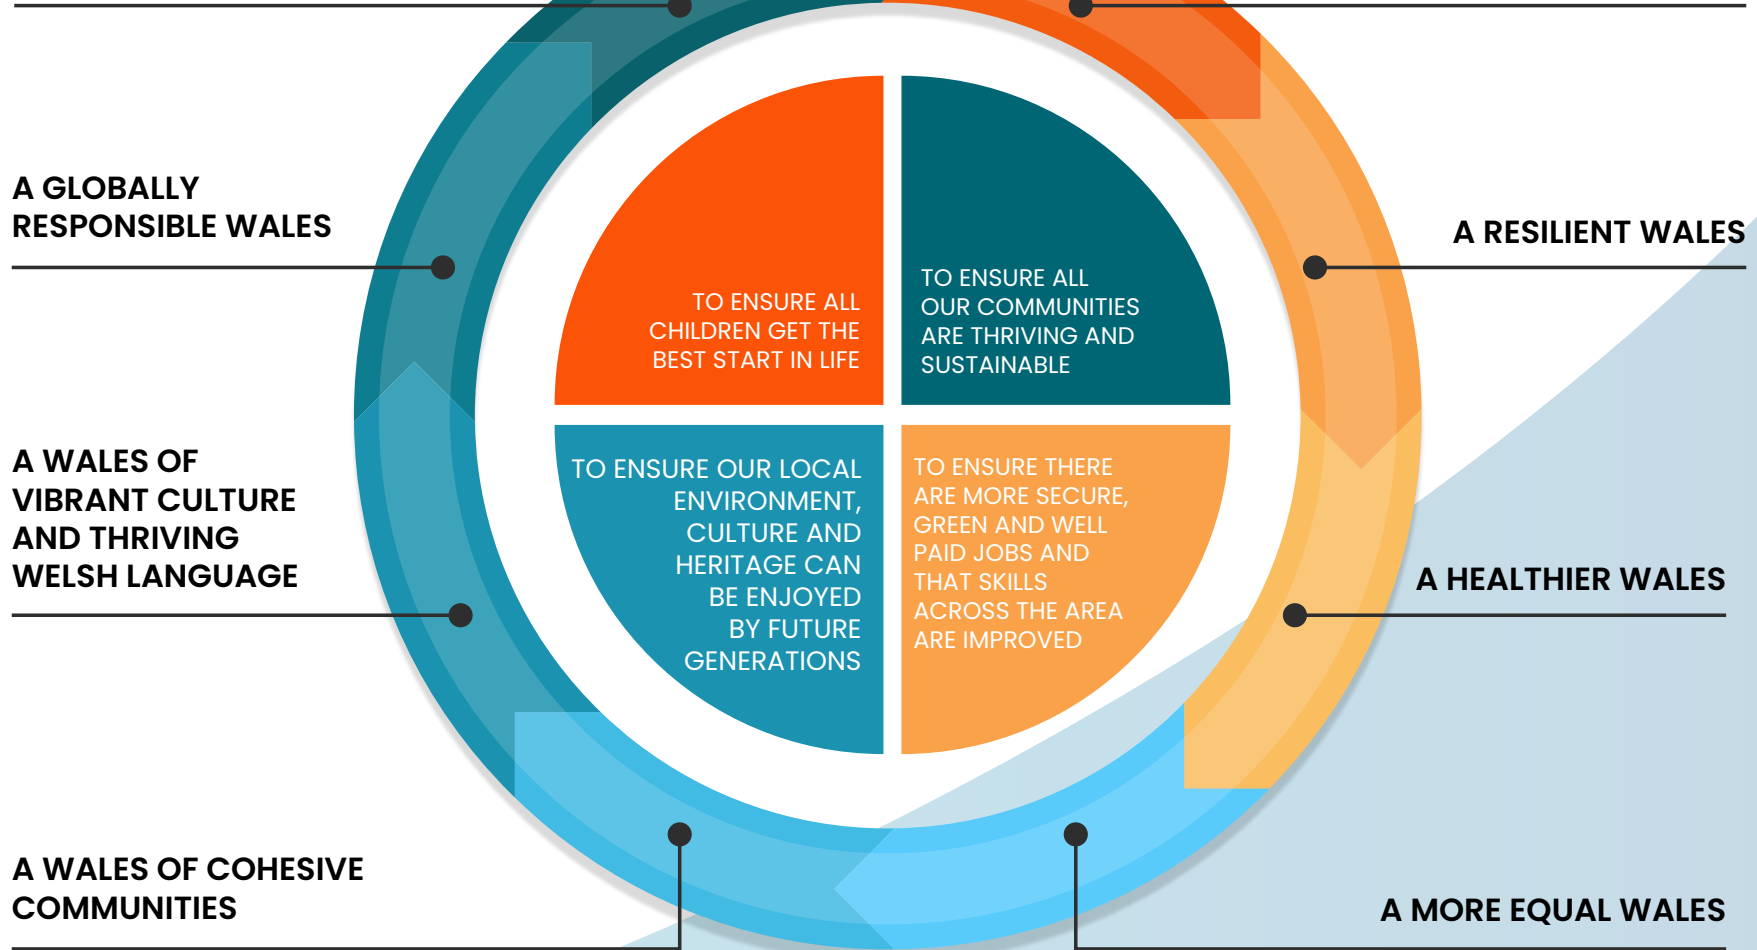 A GLOBALLY
RESPONSIBLE WALES
A RESILIENT WALES
TO ENSURE ALL
CHILDREN GET THE
BEST START IN LIFE
TO ENSURE ALL
OUR COMMUNITIES
ARE THRIVING AND
SUSTAINABLE
A WALES OF
VIBRANT CULTURE
AND THRIVING
WELSH LANGUAGE
TO ENSURE OUR LOCAL
ENVIRONMENT,
CULTURE AND
HERITAGE CAN
BE ENJOYED
BY FUTURE
GENERATIONS
TO ENSURE THERE
ARE MORE SECURE,
GREEN AND WELL
PAID JOBS AND
THAT SKILLS
ACROSS THE AREA
ARE IMPROVED
A HEALTHIER WALES
A WALES OF COHESIVE
COMMUNITIES
A MORE EQUAL WALES